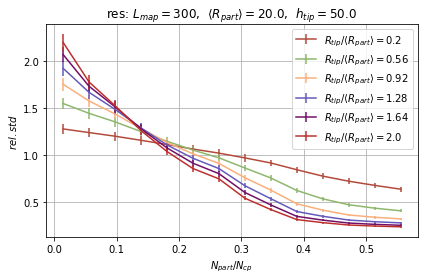 res: L_map = 300, ⟨R_part⟩ = 20.0, h_tip = 50.0
R_tip/⟨R_part⟩ = 0.2
R_tip/⟨R_part⟩ = 0.56
R_tip/⟨R_part⟩ = 0.92
R_tip/⟨R_part⟩ = 1.28
R_tip/⟨R_part⟩ = 1.64
R_tip/⟨R_part⟩ = 2.0
rel. std
2.0
1.5
1.0
0.5
0.0 0.1 0.2 0.3 0.4 0.5
N_part/N_cp